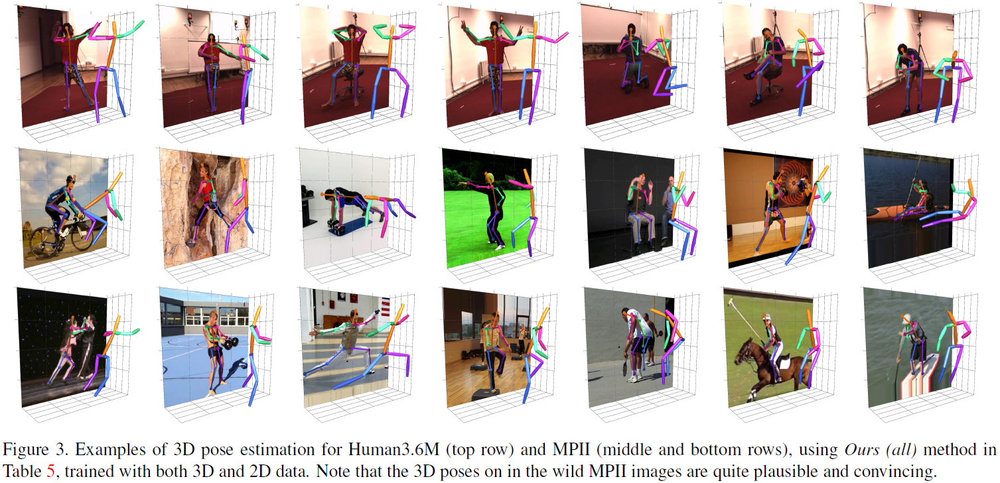 Figure 3. Examples of 3D pose estimation for Human3.6M (top row) and MPII (middle and bottom rows), using Ours (all) method in
Table 5, trained with both 3D and 2D data. Note that the 3D poses on in the wild MPII images are quite plausible and convincing.